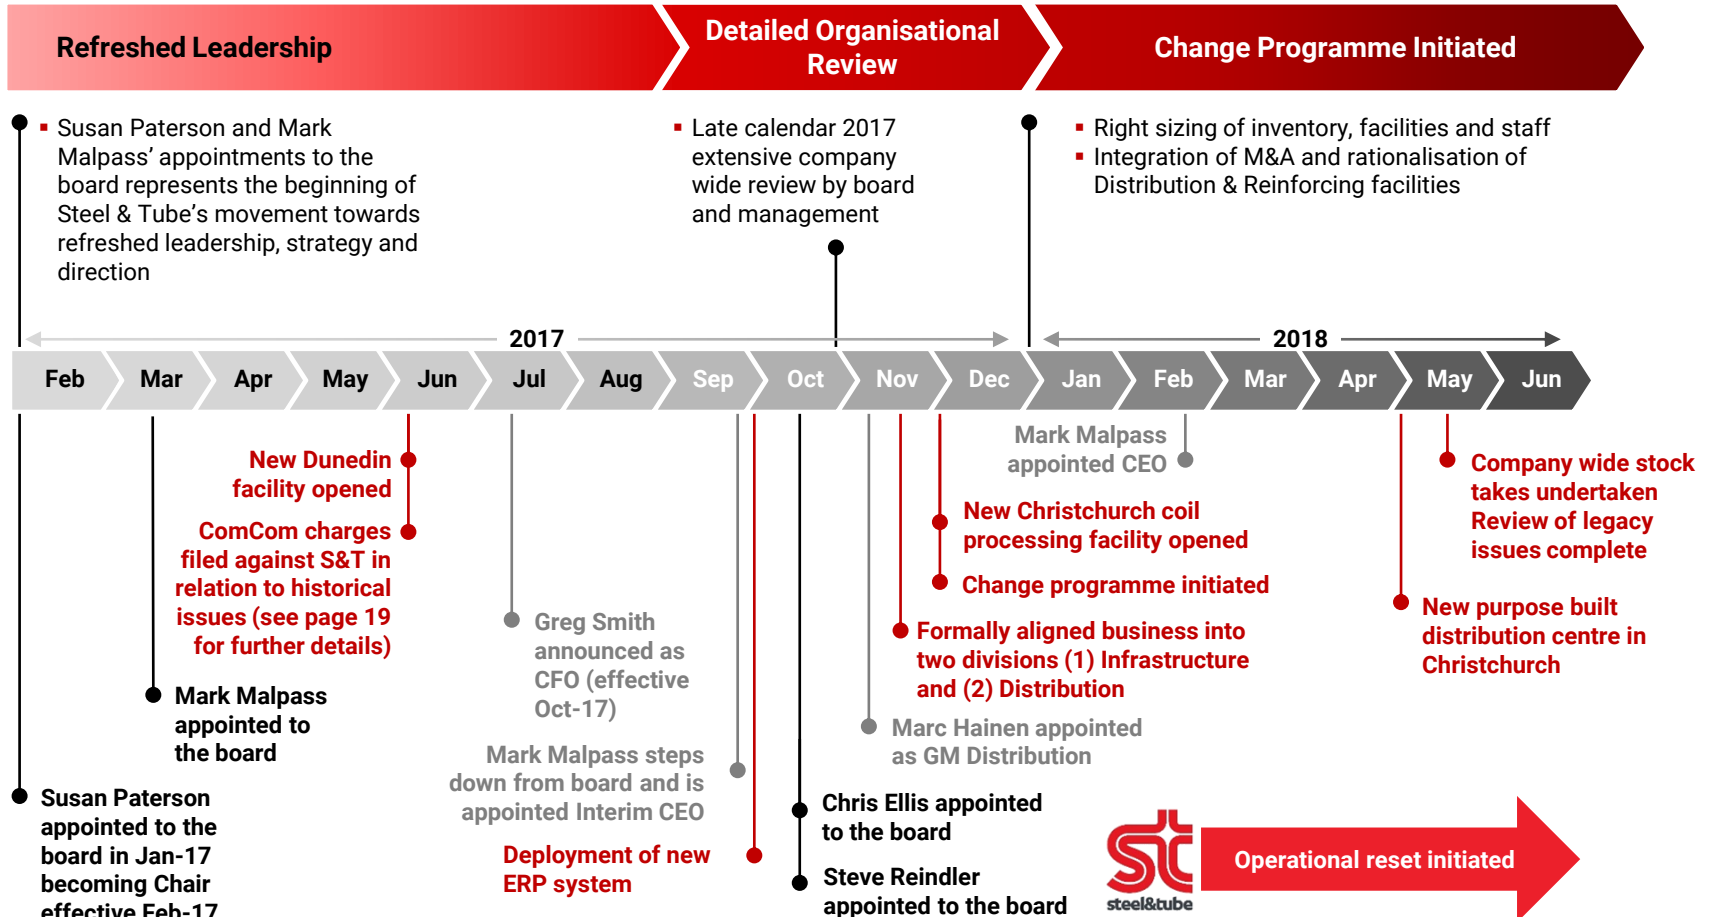 Refreshed Leadership
Detailed Organisational
Review
Change Programme Initiated
▪ Susan Paterson and Mark
Malpass’ appointments to the
board represents the beginning of
Steel & Tube’s movement towards
refreshed leadership, strategy and
direction
▪ Late calendar 2017
extensive company
wide review by board
and management
▪ Right sizing of inventory, facilities and staff
▪ Integration of M&A and rationalisation of
Distribution & Reinforcing facilities
2017
2018
Feb Mar Apr May Jun Jul Aug Sep Oct Nov Dec Jan Feb Mar Apr May Jun
New Dunedin
facility opened
ComCom charges
filed against S&T in
relation to historical
issues (see page 19
for further details)
Mark Malpass
appointed to
the board
Susan Paterson
appointed to the
board in Jan-17
becoming Chair
effective Feb-17
Greg Smith
announced as
CFO (effective
Oct-17)
Mark Malpass steps
down from board and is
appointed Interim CEO
Deployment of new
ERP system
Mark Malpass
appointed CEO
New Christchurch coil
processing facility opened
Change programme initiated
Formally aligned business into
two divisions (1) Infrastructure
and (2) Distribution
Marc Hainen appointed
as GM Distribution
Chris Ellis appointed
to the board
Steve Reindler
appointed to the board
Company wide stock
takes undertaken
Review of legacy
issues complete
New purpose built
distribution centre in
Christchurch
st
steel&tube
Operational reset initiated